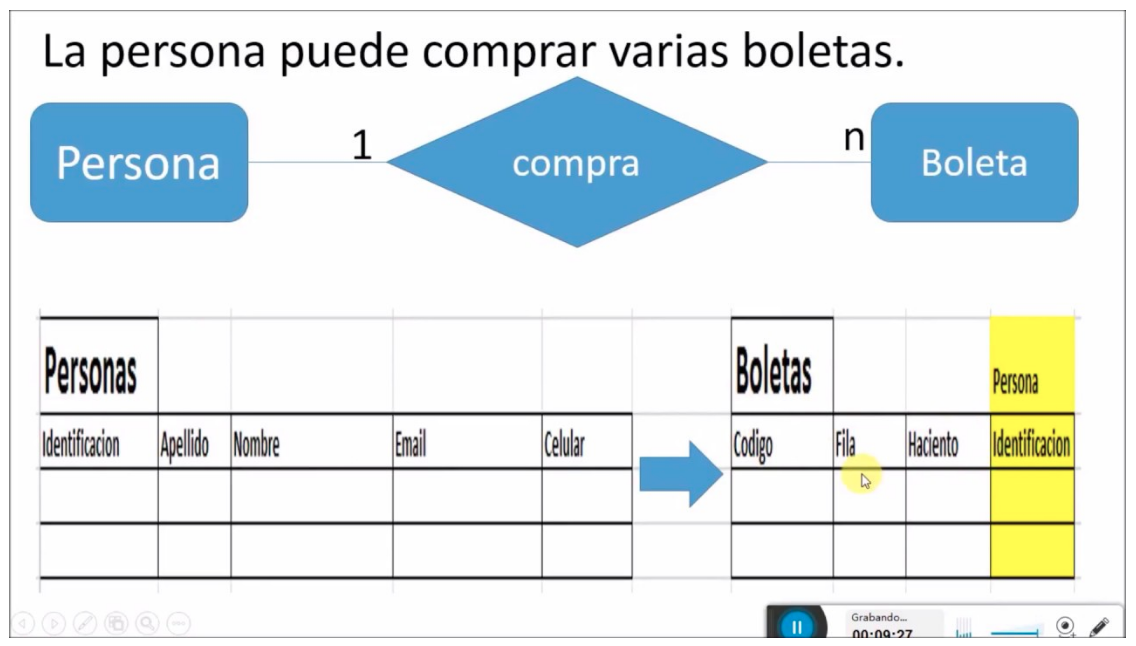 La persona puede comprar varias boletas.
Persona
1
compra
n
Boleta
Personas
Boletas
Persona
Identificacion Apellido Nombre Email Celular
Codigo Fila Haciento Identificacion
Grabando...
00:09:27